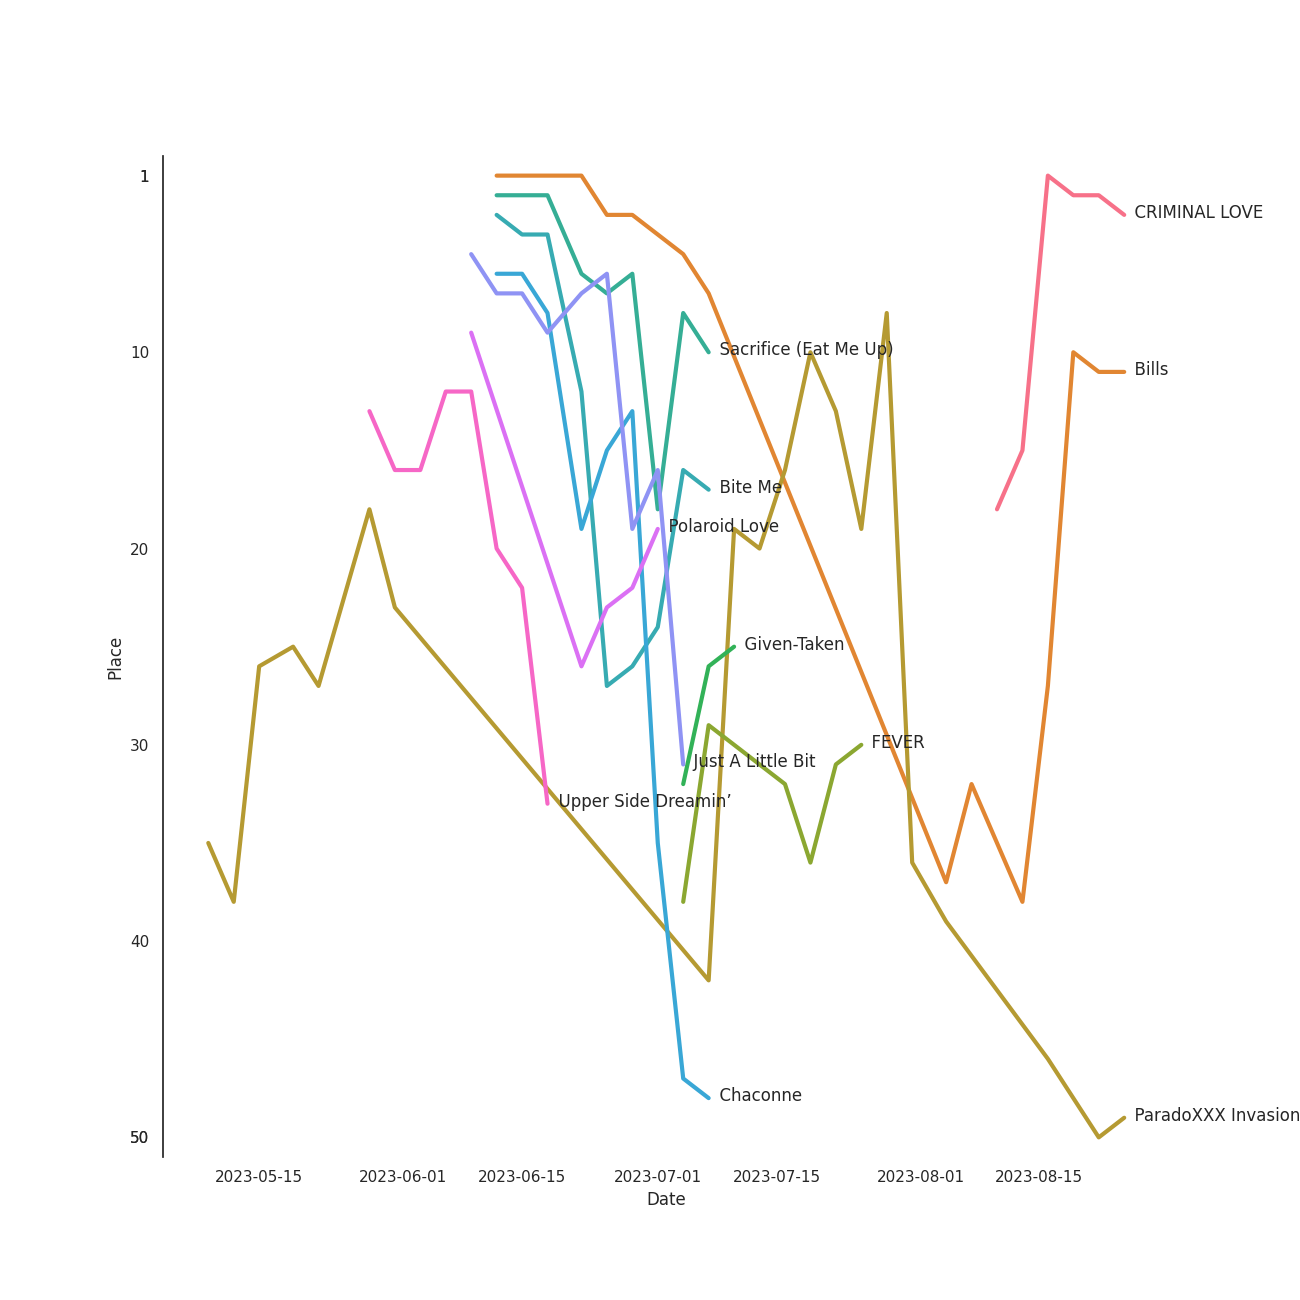 1
CRIMINAL LOVE
10
Sacrifice (Eat Me Up)
Bills
Bite Me
Polaroid Love
20
Given-Taken
Place
30
FEVER
Just A Little Bit
Upper Side Dreamin’
40
Chaconne
ParadoXXX Invasion
50
2023-05-15
2023-06-01
2023-06-15
2023-07-01
2023-07-15
2023-08-01
2023-08-15
Date